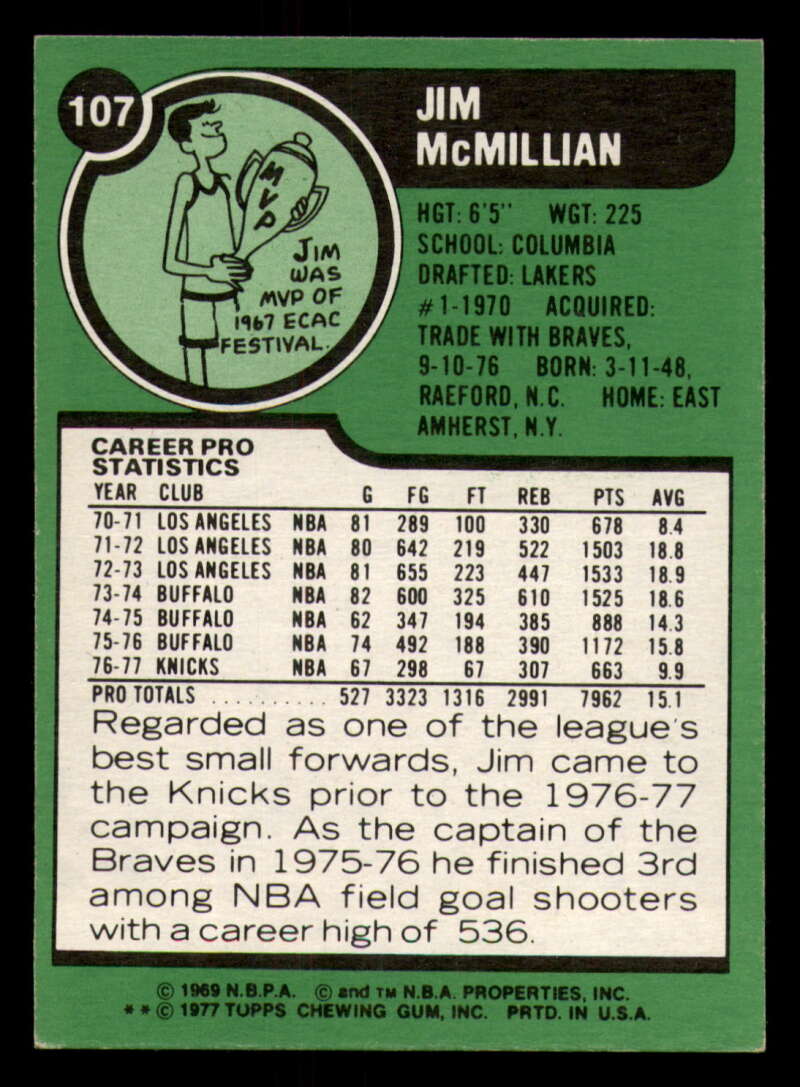 107
JIM
McMILLIAN
MVP
JIM
WAS
MVP OF
1967 ECAC
FESTIVAL.
HGT: 6'5" WGT: 225
SCHOOL: COLUMBIA
DRAFTED: LAKERS
#1-1970 ACQUIRED:
TRADE WITH BRAVES,
9-10-76 BORN: 3-11-48,
RAEFORD, N.C. HOME: EAST
AMHERST, N.Y.
CAREER PRO
STATISTICS
YEAR CLUB G FG FT REB PTS AVG
70-71 LOS ANGELES NBA 81 289 100 330 678 8.4
71-72 LOS ANGELES NBA 80 642 219 522 1503 18.8
72-73 LOS ANGELES NBA 81 655 223 447 1533 18.9
73-74 BUFFALO NBA 82 600 325 610 1525 18.6
74-75 BUFFALO NBA 62 347 194 385 888 14.3
75-76 BUFFALO NBA 74 492 188 390 1172 15.8
76-77 KNICKS NBA 67 298 67 307 663 9.9
PRO TOTALS .......... 527 3323 1316 2991 7962 15.1
Regarded as one of the league's
best small forwards, Jim came to
the Knicks prior to the 1976-77
campaign. As the captain of the
Braves in 1975-76 he finished 3rd
among NBA field goal shooters
with a career high of .536.
© 1969 N.B.P.A. © and TM N.B.A. PROPERTIES, INC.
**© 1977 TOPPS CHEWING GUM, INC. PRTD. IN U.S.A.